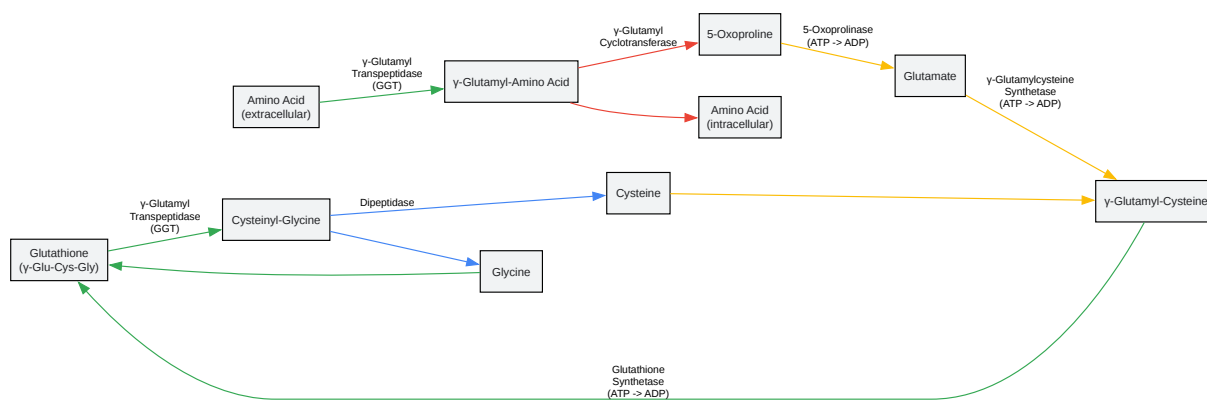 γ-Glutamyl
Cyclotransferase
5-Oxoproline
5-Oxoprolinase
(ATP -> ADP)
γ-Glutamyl
Transpeptidase
(GGT)
γ-Glutamyl-Amino Acid
Glutamate
γ-Glutamylcysteine
Synthetase
(ATP -> ADP)
Amino Acid
(extracellular)
Amino Acid
(intracellular)
γ-Glutamyl
Transpeptidase
(GGT)
Cysteinyl-Glycine
Dipeptidase
Cysteine
γ-Glutamyl-Cysteine
Glutathione
(γ-Glu-Cys-Gly)
Glycine
Glutathione
Synthetase
(ATP -> ADP)